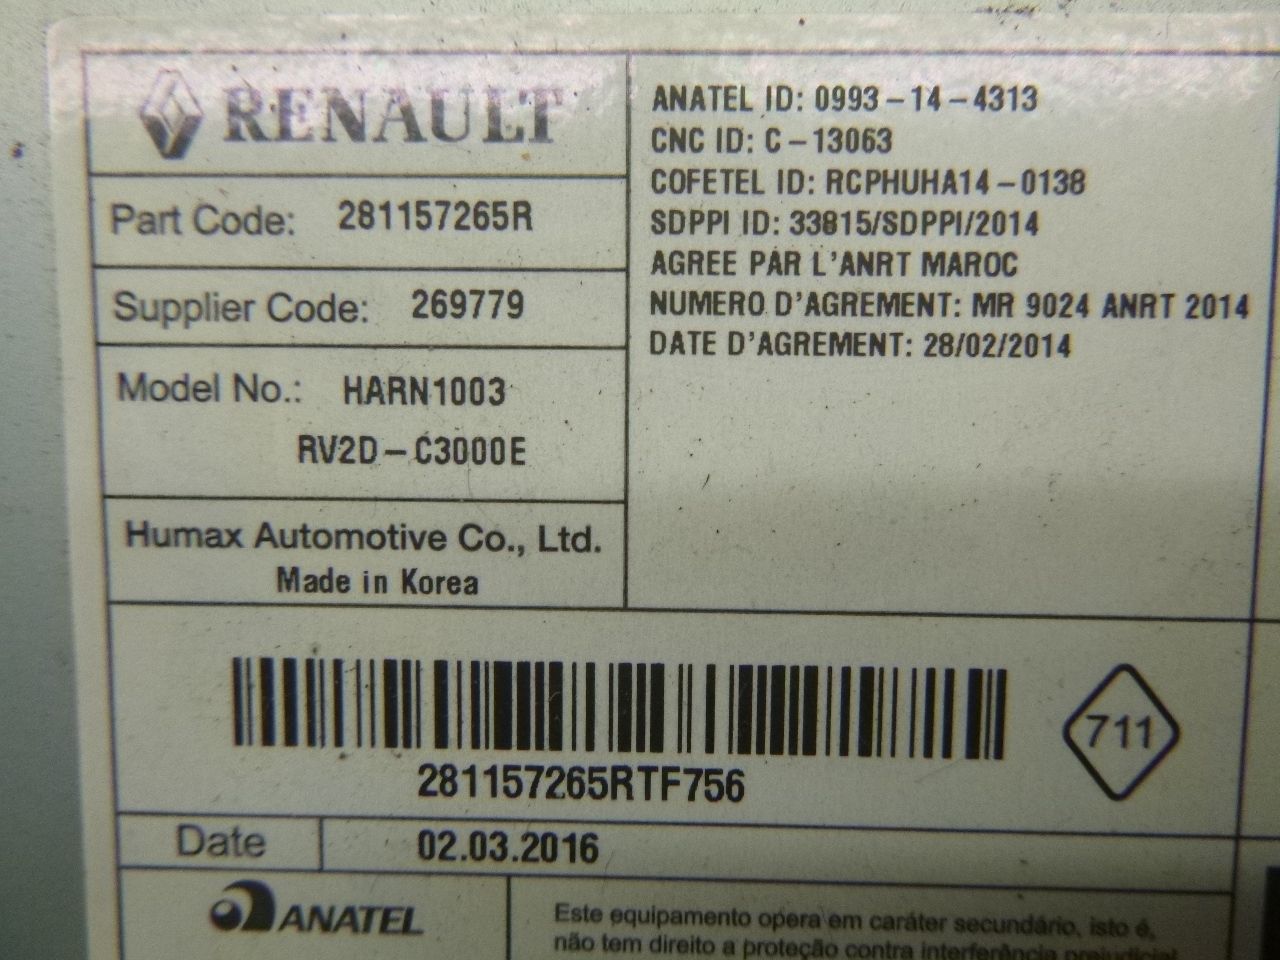 RENAULT
Part Code: 281157265R
Supplier Code: 269779
Model No.: HARN1003
RV2D-C3000E
Humax Automotive Co., Ltd.
Made in Korea
ANATEL ID: 0993-14-4313
CNC ID: C-13063
COFETEL ID: RCPHUHA14-0138
SDPPI ID: 33815/SDPPI/2014
AGREE PAR L'ANRT MAROC
NUMERO D'AGREMENT: MR 9024 ANRT 2014
DATE D'AGREMENT: 28/02/2014
281157265RTF756
711
Date 02.03.2016
ANATEL
Este equipamento opera em caráter secundário, isto é,
não tem direito a proteção contra interferência prejudicial